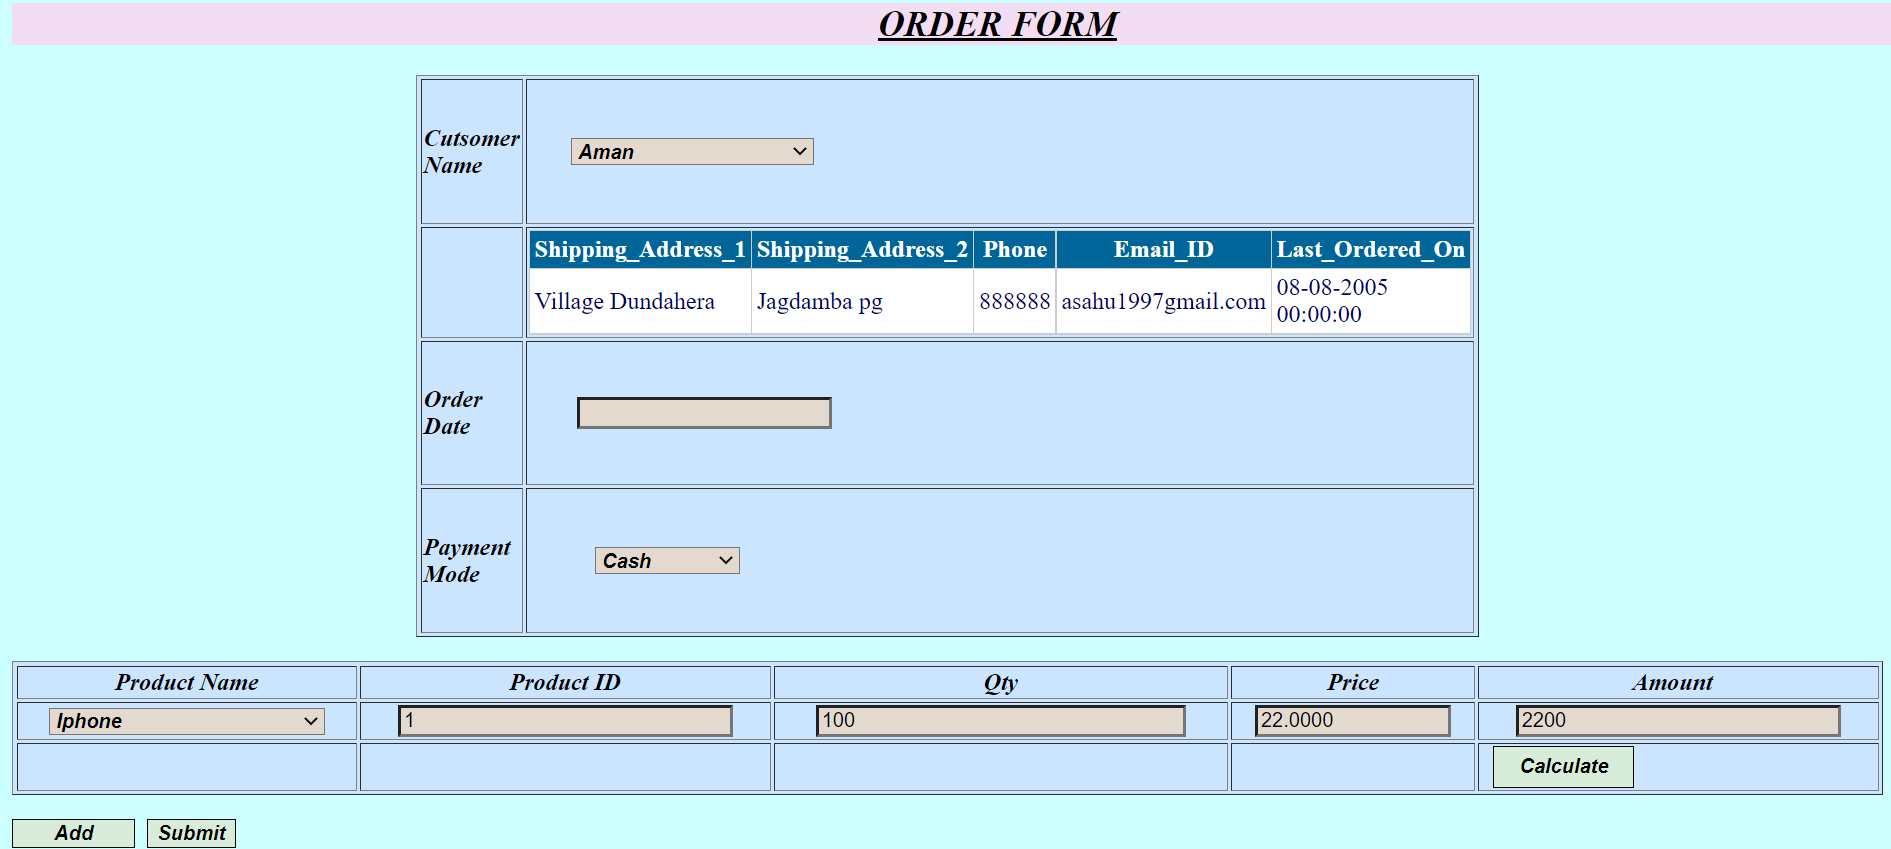 ORDER FORM
Cutsomer
Name
Aman
Shipping_Address_1 Shipping_Address_2 Phone Email_ID Last_Ordered_On
Village Dundahera Jagdamba pg 888888 asahu1997gmail.com 08-08-2005
00:00:00
Order
Date
Payment
Mode
Cash
Product Name Product ID Qty Price Amount
Iphone 1 100 22.0000 2200
Calculate
Add Submit